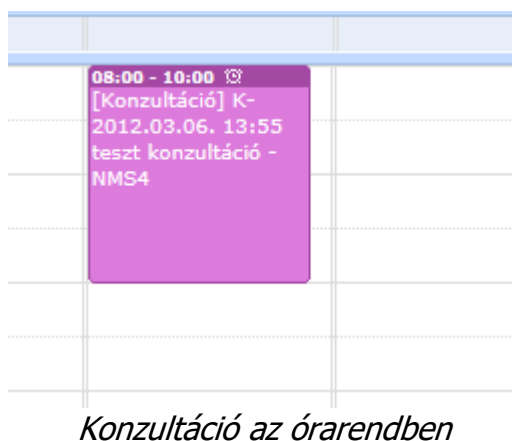 08:00 - 10:00
[Konzultáció] K-
2012.03.06. 13:55
teszt konzultáció -
NMS4
Konzultáció az órarendben